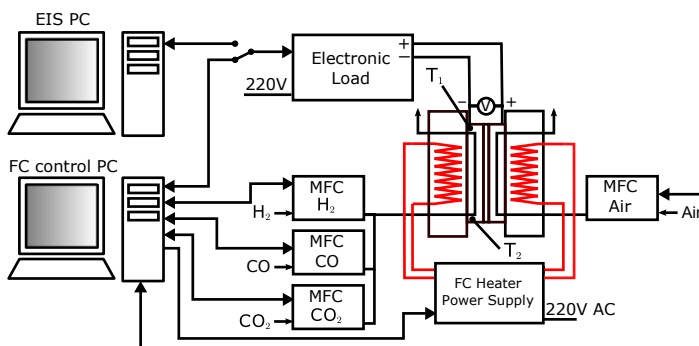 EIS PC
220V
Electronic
Load
+
−
T₁
− V +
FC control PC
MFC
H₂
H₂
MFC
CO
CO
MFC
CO₂
CO₂
T₂
MFC
Air
Air
FC Heater
Power Supply
220V AC